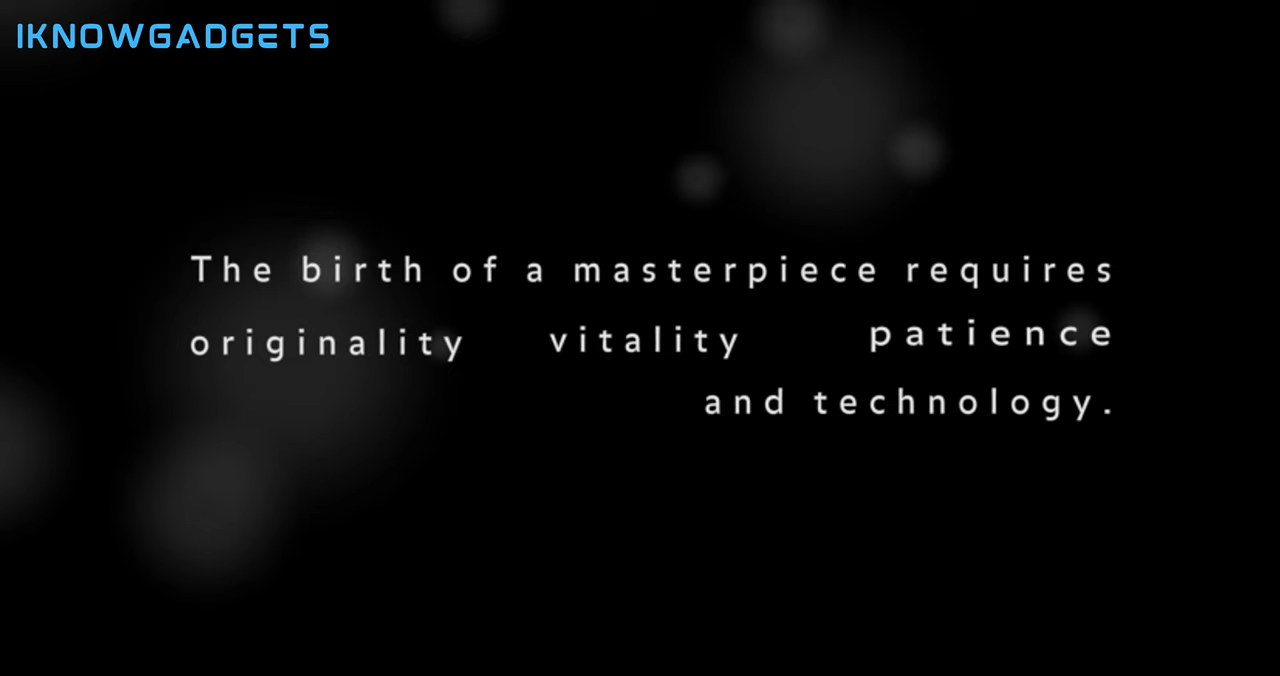 IKNOWGADGETS
The birth of a masterpiece requires
originality vitality patience
and technology.